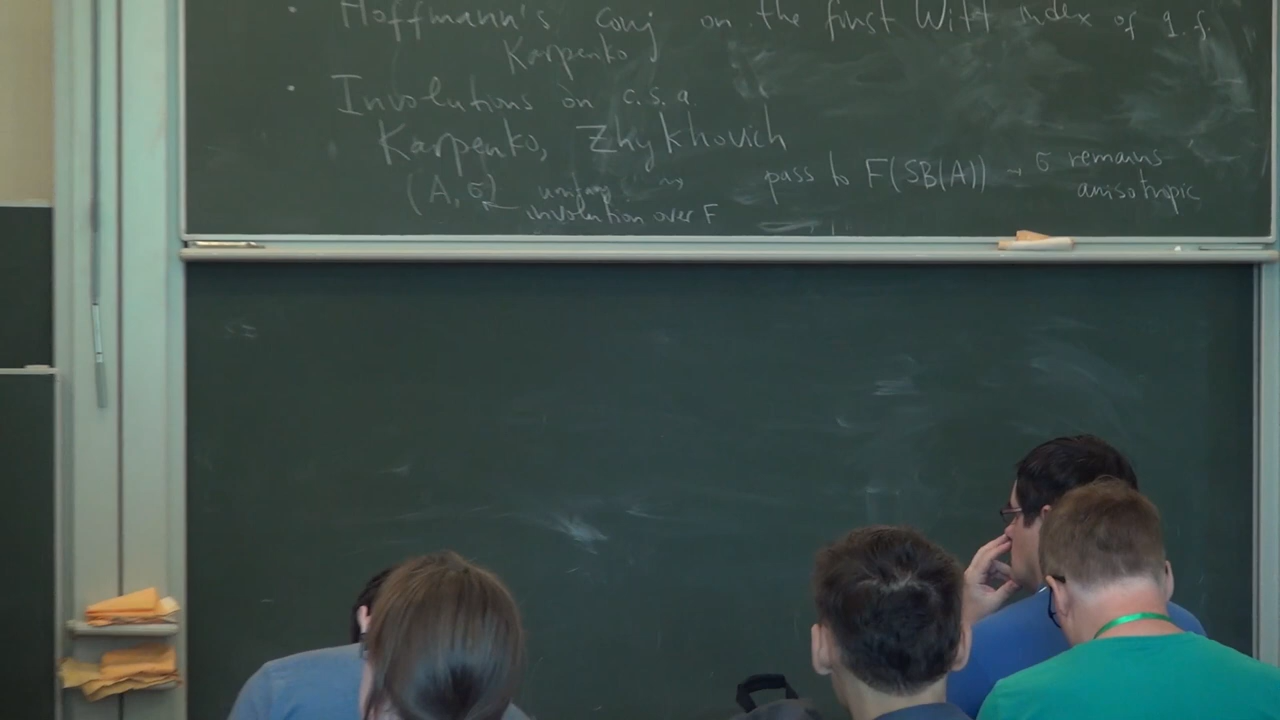 • Hoffmann's conj on the first Witt index of q.f.
Karpenko
• Involutions on c.s.a.
Karpenko, Zhykhovich
(A, σ) unitary ⇝ pass to F(SB(A)) → σ remains
involution over F anisotropic